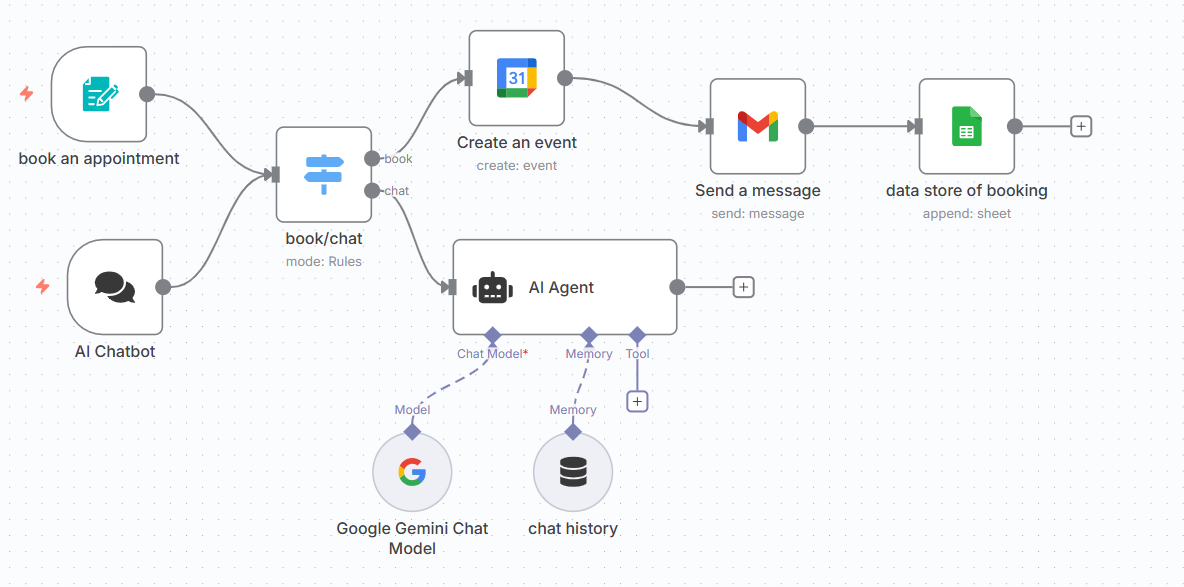 book an appointment
AI Chatbot
book/chat
mode: Rules
book
chat
31
Create an event
create: event
Send a message
send: message
data store of booking
append: sheet
AI Agent
Chat Model*
Memory
Tool
Model
Memory
Google Gemini Chat
Model
chat history